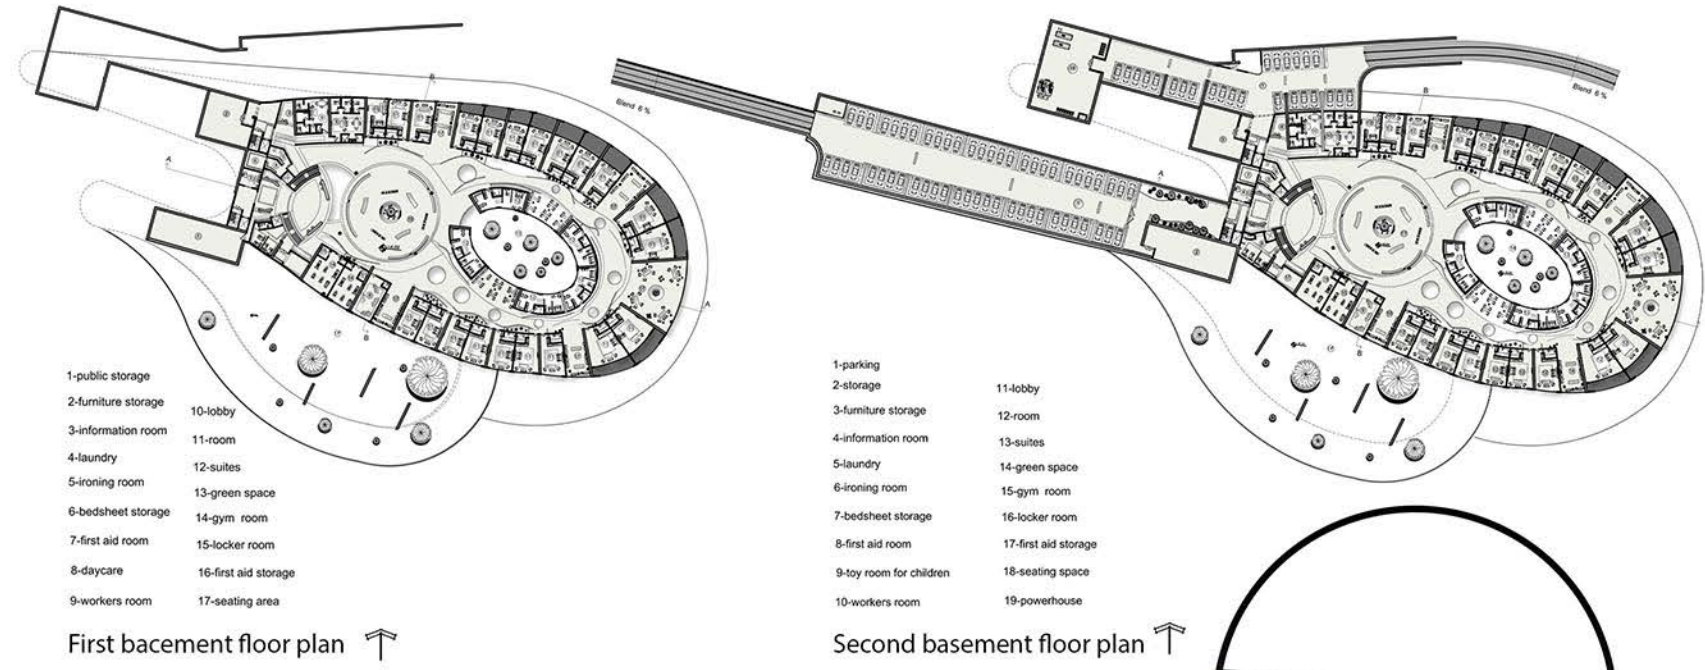 B
A
A
B
1-public storage
2-furniture storage
3-information room
4-laundry
5-ironing room
6-bedsheet storage
7-first aid room
8-daycare
9-workers room
10-lobby
11-room
12-suites
13-green space
14-gym room
15-locker room
16-first aid storage
17-seating area
First bacement floor plan
Blend 6%
Blend 6%
B
A
B
1-parking
2-storage
3-furniture storage
4-information room
5-laundry
6-ironing room
7-bedsheet storage
8-first aid room
9-toy room for children
10-workers room
11-lobby
12-room
13-suites
14-green space
15-gym room
16-locker room
17-first aid storage
18-seating space
19-powerhouse
Second basement floor plan